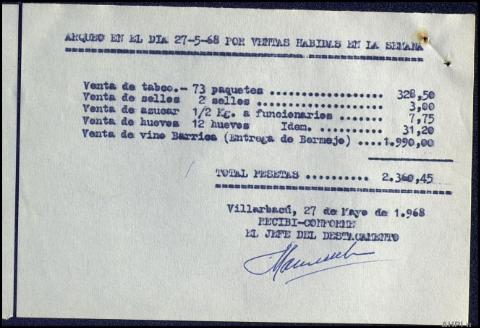 ARQUEO EN EL DIA 27-5-68 POR VENTAS HABIDAS EN LA SEMANA
Venta de tabco.- 73 paquetes .................... 328,50
Venta de selles 2 selles .................... 3,00
Venta de azucar 1/2 Kg. a funcionarios ....... 7,75
Venta de huevos 12 huevos Idem. ........... 31,20
Venta de vino Barrica (Entrega de Bermejo) ....1.990,00
TOTAL PESETAS ........... 2.360,45
Villarbacú, 27 de Mayo de 1.968
RECIBI-CONFORME
EL JEFE DEL DESTACAMENTO